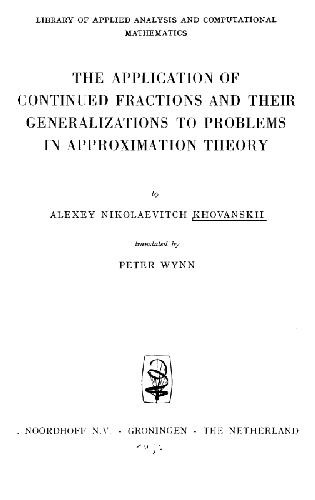 LIBRARY OF APPLIED ANALYSIS AND COMPUTATIONAL
MATHEMATICS
THE APPLICATION OF
CONTINUED FRACTIONS AND THEIR
GENERALIZATIONS TO PROBLEMS
IN APPROXIMATION THEORY
by
ALEXEY NIKOLAEVITCH KHOVANSKII
translated by
PETER WYNN
. NOORDHOFF N.V. - GRONINGEN - THE NETHERLAND